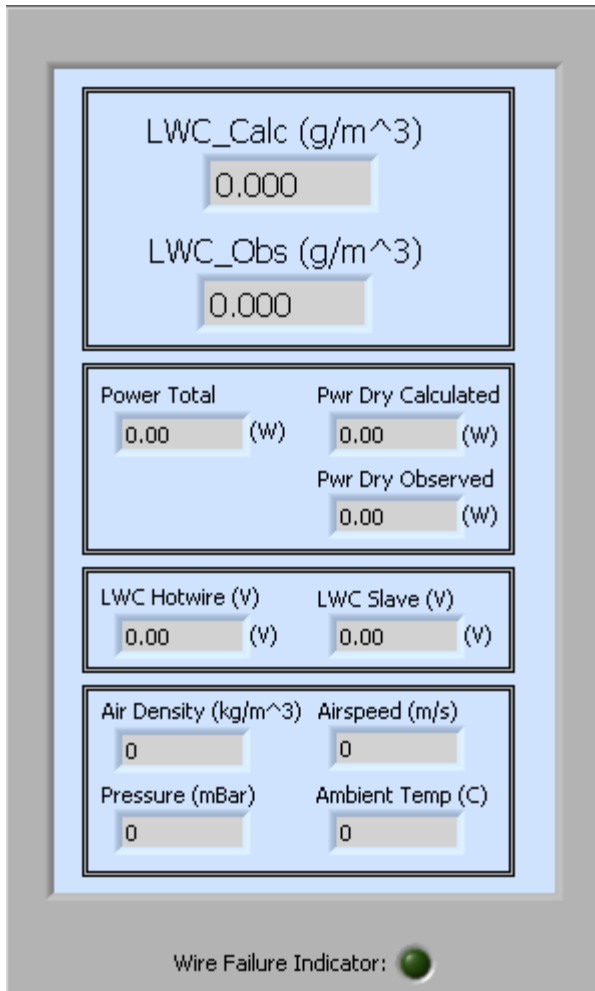 LWC_Calc (g/m^3)
0.000
LWC_Obs (g/m^3)
0.000
Power Total Pwr Dry Calculated
0.00 (W) 0.00 (W)
Pwr Dry Observed
0.00 (W)
LWC Hotwire (V) LWC Slave (V)
0.00 (V) 0.00 (V)
Air Density (kg/m^3) Airspeed (m/s)
0 0
Pressure (mBar) Ambient Temp (C)
0 0
Wire Failure Indicator: